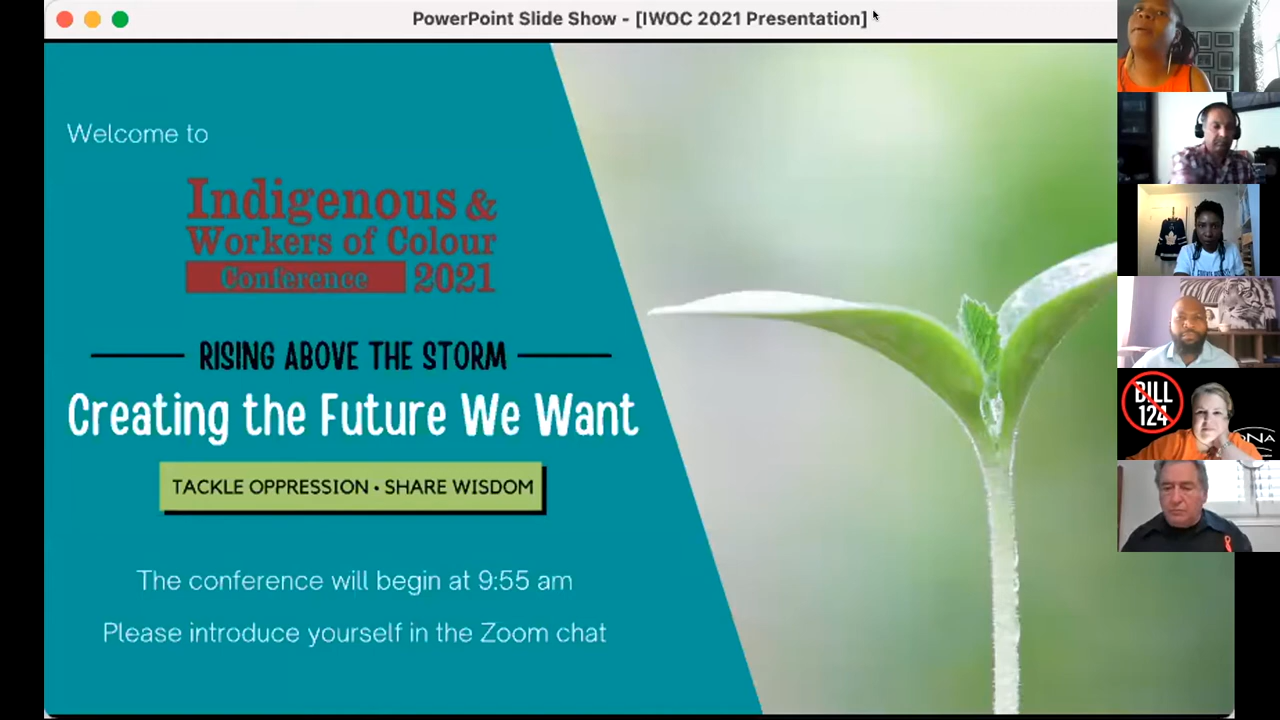 PowerPoint Slide Show - [IWOC 2021 Presentation]
Welcome to
Indigenous &
Workers of Colour
Conference 2021
RISING ABOVE THE STORM
Creating the Future We Want
TACKLE OPPRESSION • SHARE WISDOM
The conference will begin at 9:55 am
Please introduce yourself in the Zoom chat
BILL
124